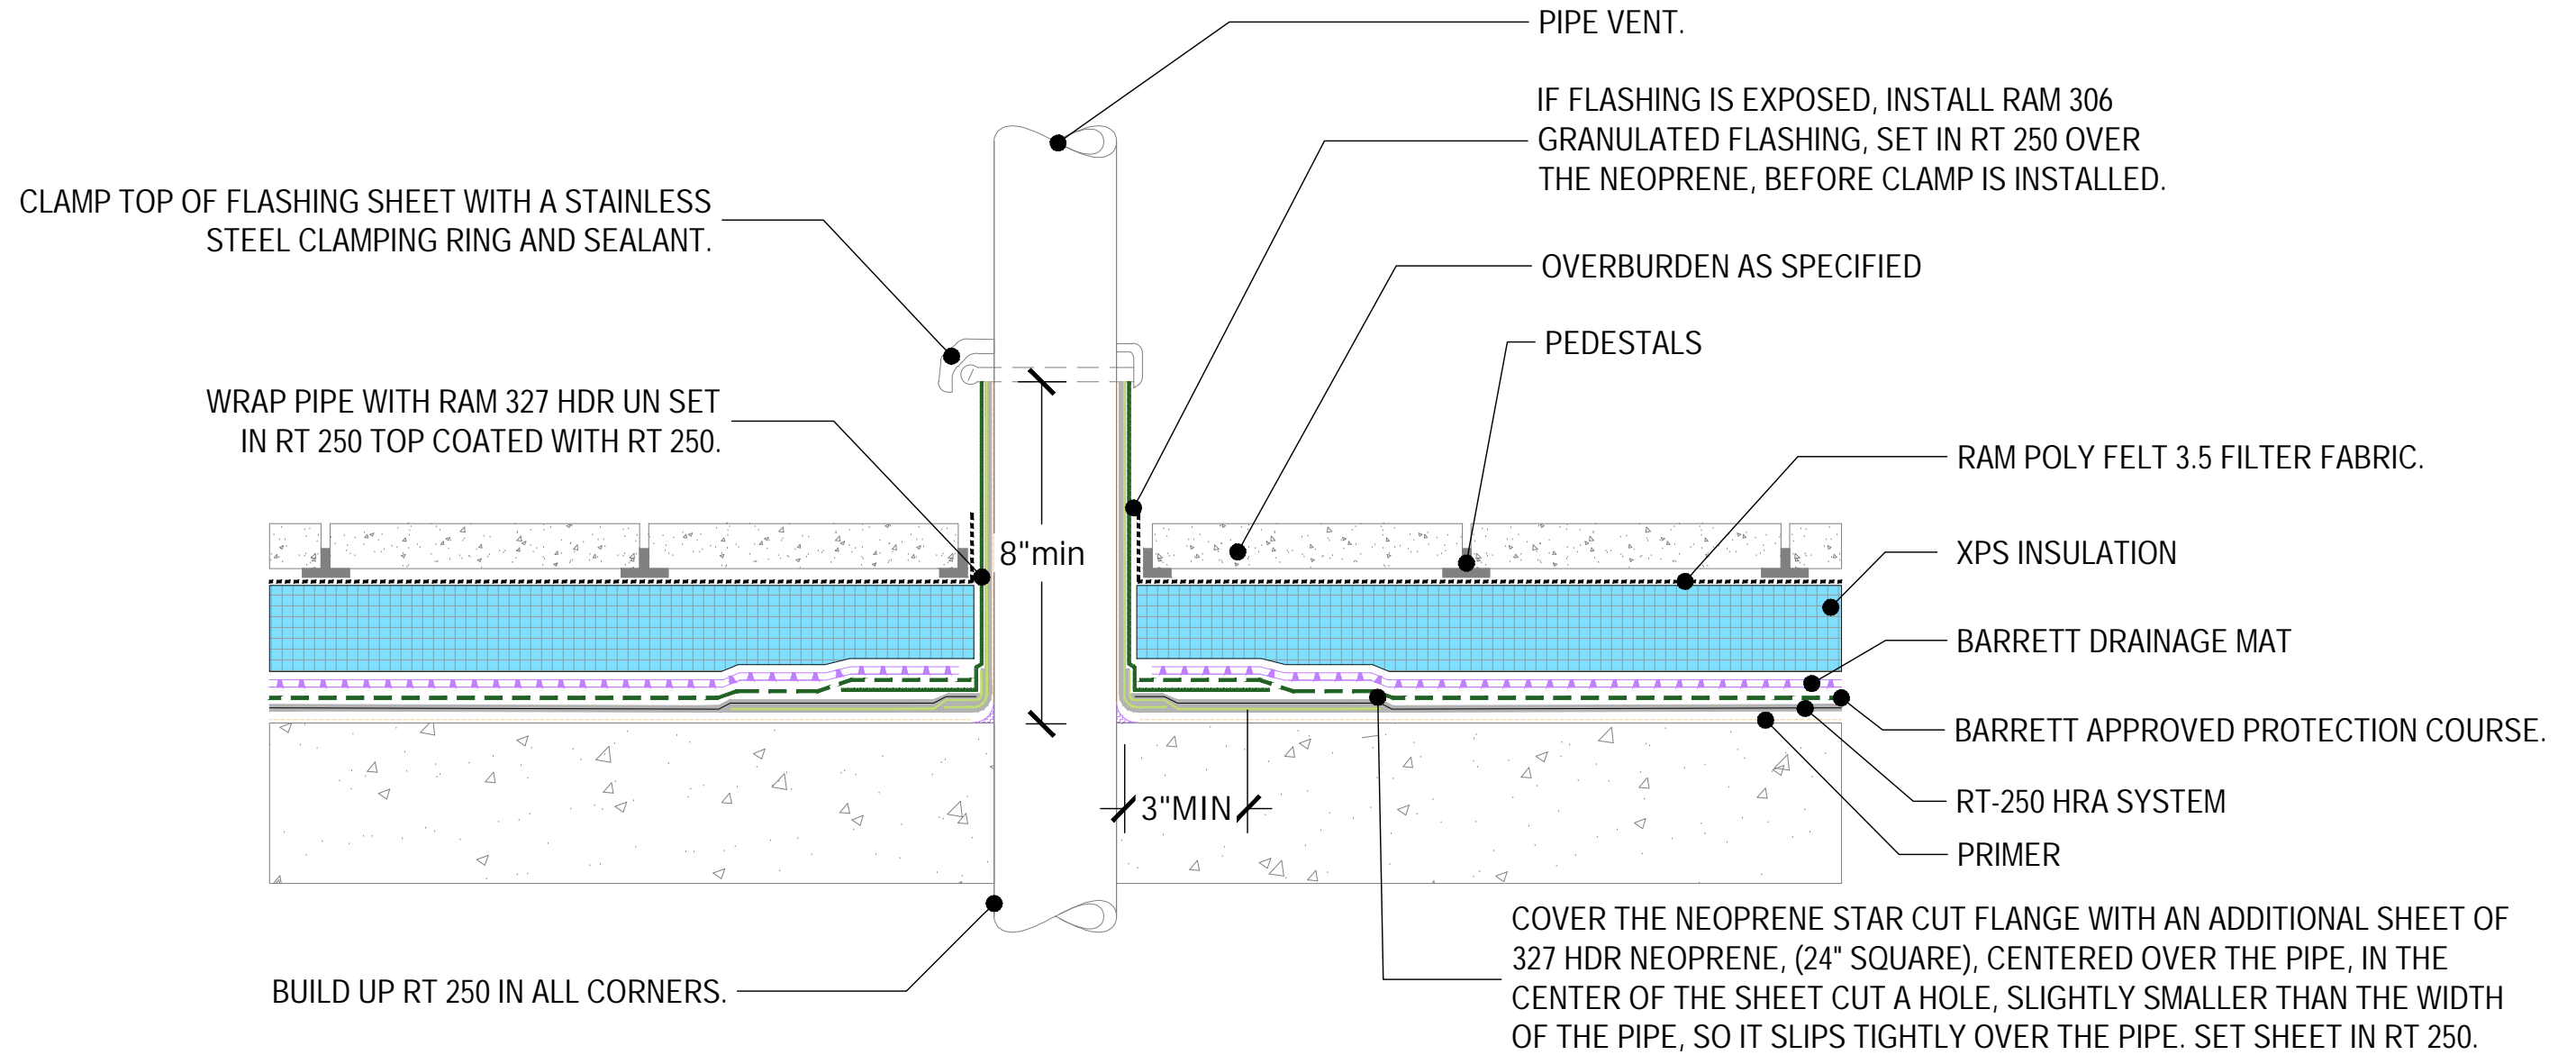 PIPE VENT.
IF FLASHING IS EXPOSED, INSTALL RAM 306
GRANULATED FLASHING, SET IN RT 250 OVER
THE NEOPRENE, BEFORE CLAMP IS INSTALLED.
CLAMP TOP OF FLASHING SHEET WITH A STAINLESS
STEEL CLAMPING RING AND SEALANT.
OVERBURDEN AS SPECIFIED
PEDESTALS
WRAP PIPE WITH RAM 327 HDR UN SET
IN RT 250 TOP COATED WITH RT 250.
RAM POLY FELT 3.5 FILTER FABRIC.
8"min
XPS INSULATION
BARRETT DRAINAGE MAT
BARRETT APPROVED PROTECTION COURSE.
3"MIN
RT-250 HRA SYSTEM
PRIMER
COVER THE NEOPRENE STAR CUT FLANGE WITH AN ADDITIONAL SHEET OF
327 HDR NEOPRENE, (24" SQUARE), CENTERED OVER THE PIPE, IN THE
CENTER OF THE SHEET CUT A HOLE, SLIGHTLY SMALLER THAN THE WIDTH
OF THE PIPE, SO IT SLIPS TIGHTLY OVER THE PIPE. SET SHEET IN RT 250.
BUILD UP RT 250 IN ALL CORNERS.